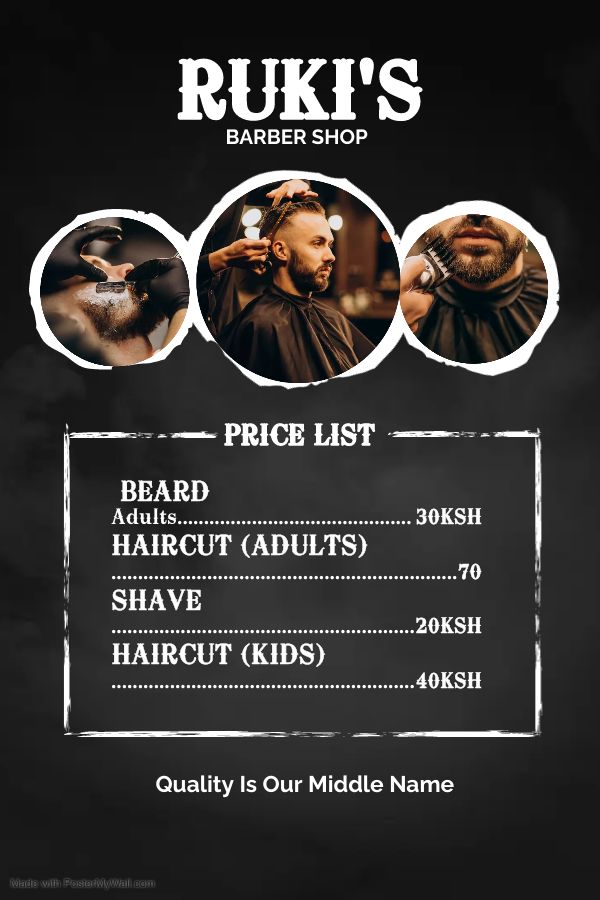 RUKI'S
BARBER SHOP
PRICE LIST
BEARD
Adults.......................................... 30KSH
HAIRCUT (ADULTS)
..............................................................70
SHAVE
......................................................20KSH
HAIRCUT (KIDS)
......................................................40KSH
Quality Is Our Middle Name
Made with PosterMyWall.com